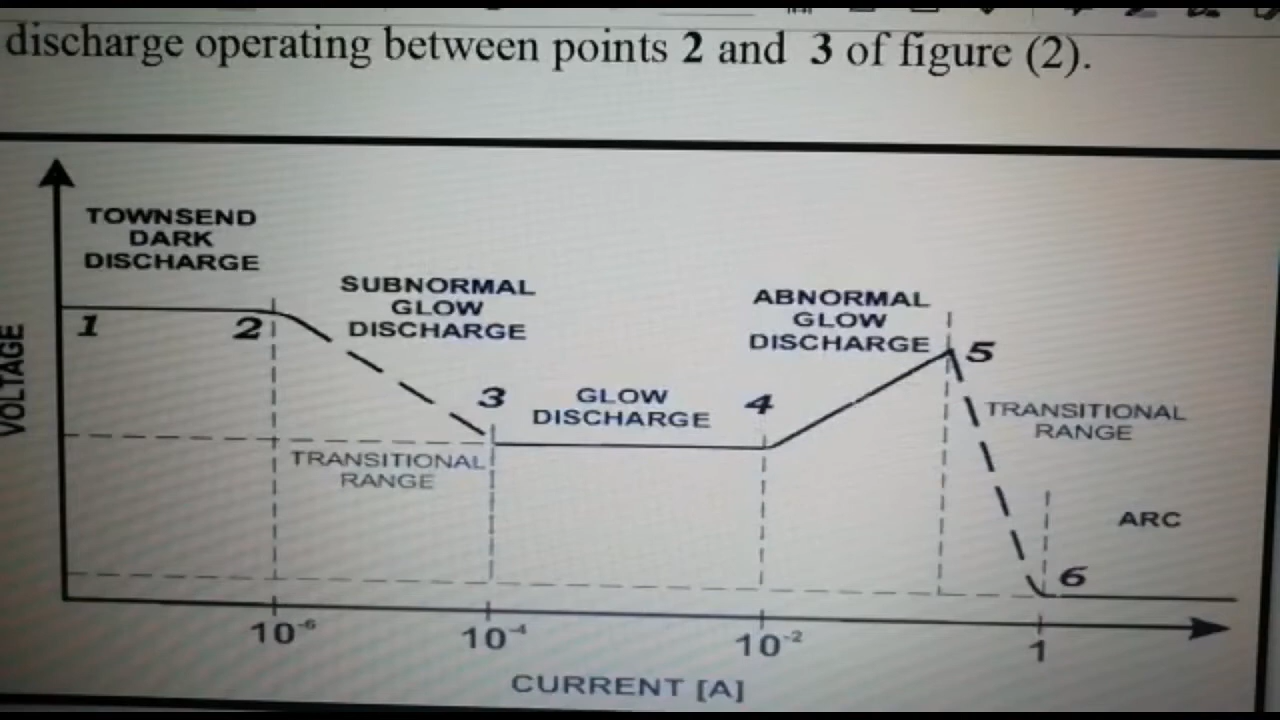 discharge operating between points 2 and 3 of figure (2).
TOWNSEND
DARK
DISCHARGE
SUBNORMAL
GLOW
DISCHARGE
ABNORMAL
GLOW
DISCHARGE
1
2
3
GLOW
DISCHARGE
4
5
TRANSITIONAL
RANGE
TRANSITIONAL
RANGE
ARC
6
VOLTAGE
10⁻⁶
10⁻⁴
10⁻²
1
CURRENT [A]